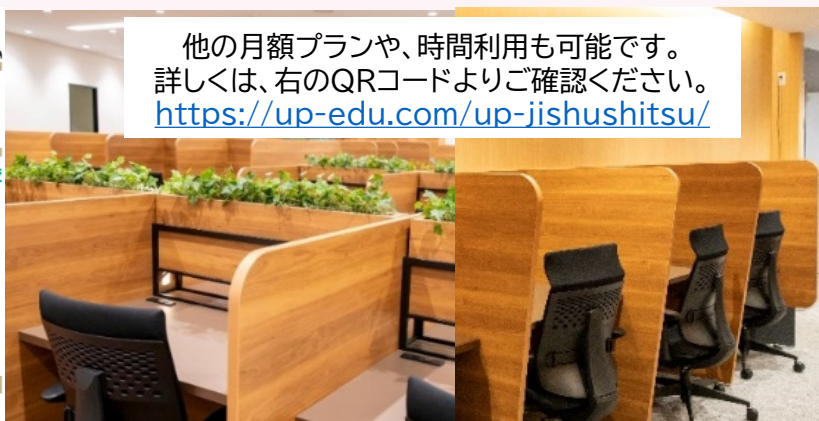 他の月額プランや、時間利用も可能です。
詳しくは、右のQRコードよりご確認ください。
https://up-edu.com/up-jishushitsu/